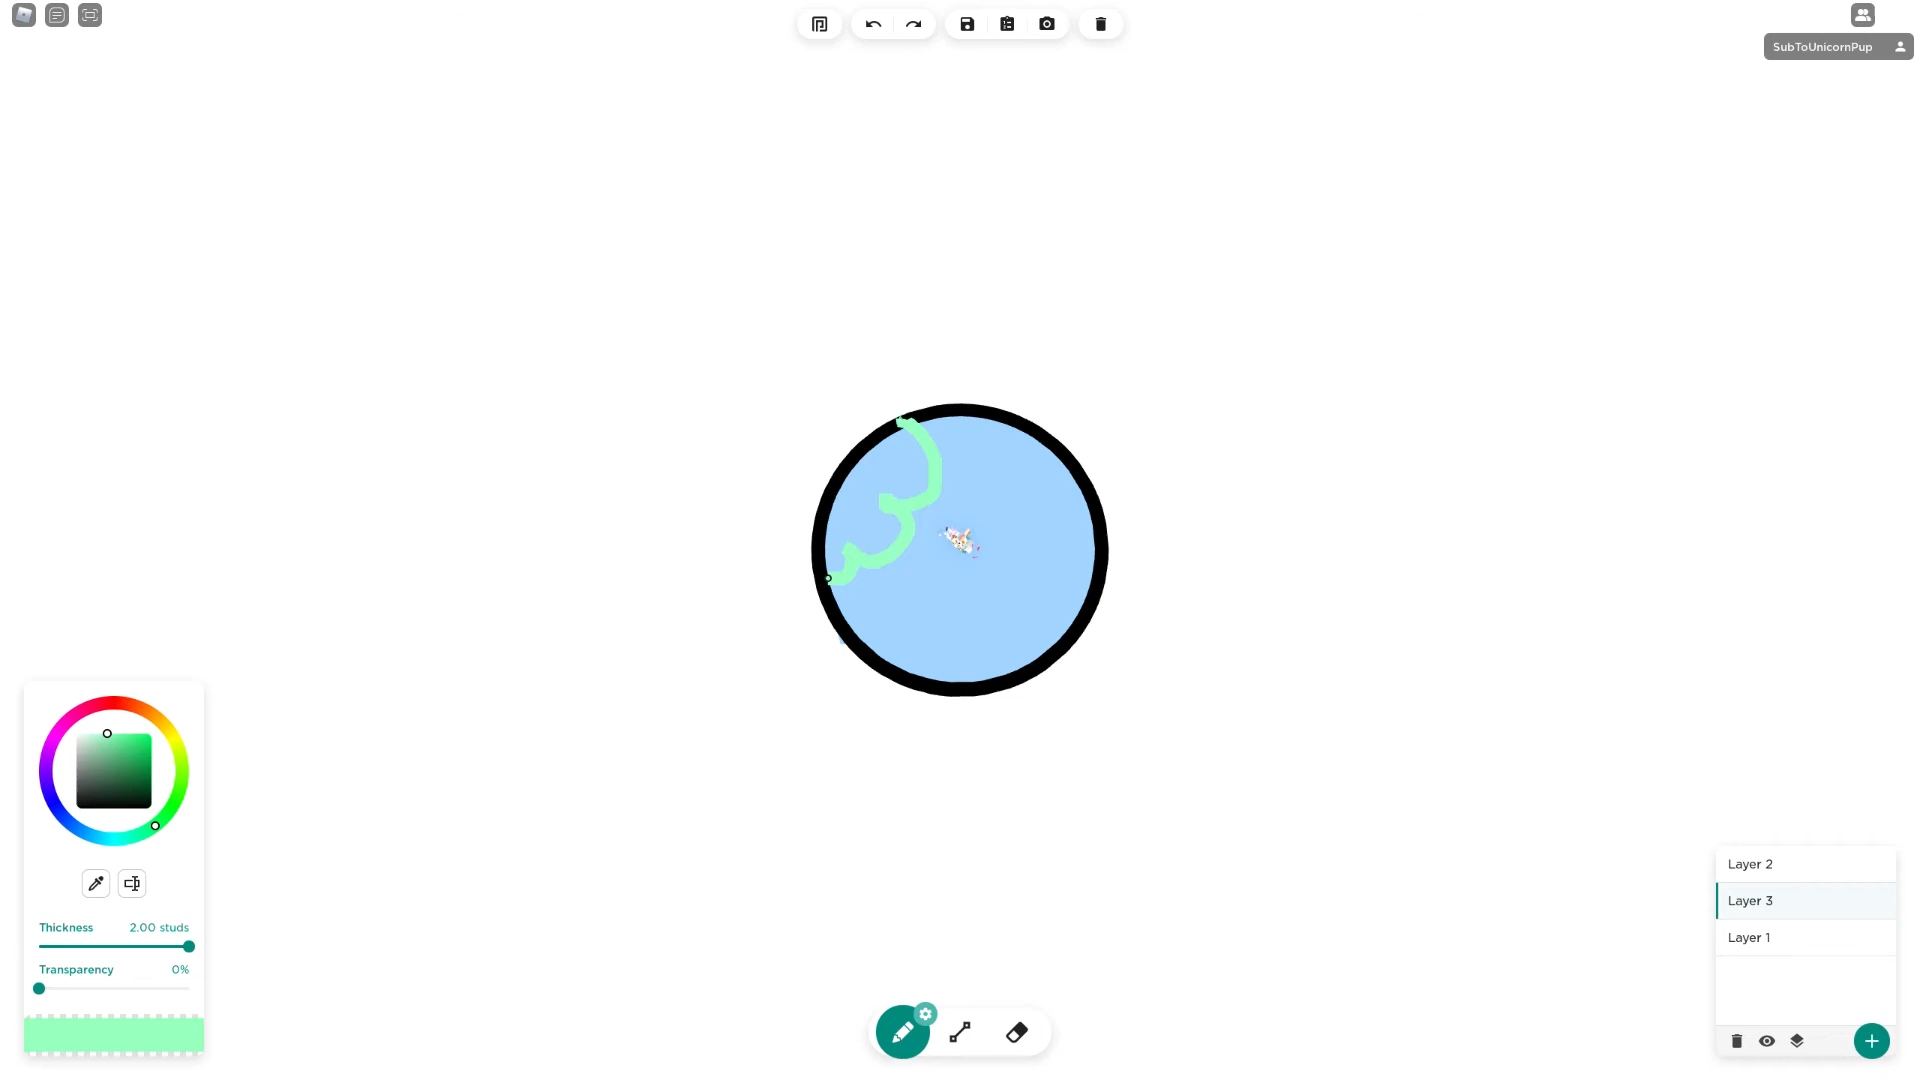 SubToUnicornPup
Thickness 2.00 studs
Transparency 0%
Layer 2
Layer 3
Layer 1